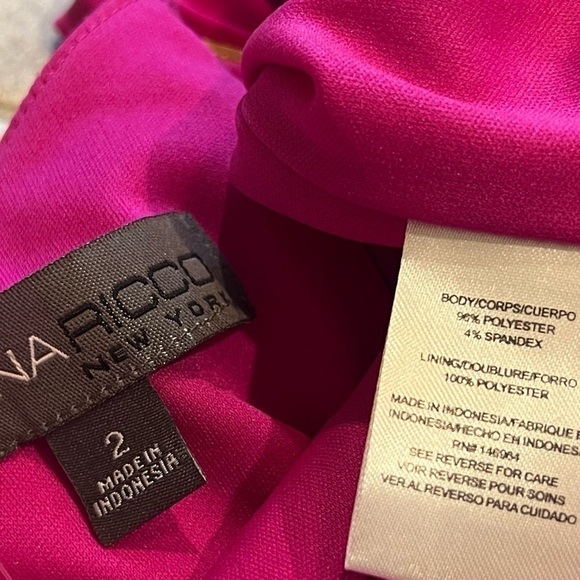 NA RICCO
NEW YORK
2
MADE IN
INDONESIA
BODY/CORPS/CUERPO
96% POLYESTER
4% SPANDEX
LINING/DOUBLURE/FORRO
100% POLYESTER
MADE IN INDONESIA/FABRIQUE
INDONESIA/HECHO EN INDONES
RN# 146964
SEE REVERSE FOR CARE
VOIR REVERSE POUR SOINS
VER AL REVERSO PARA CUIDADO